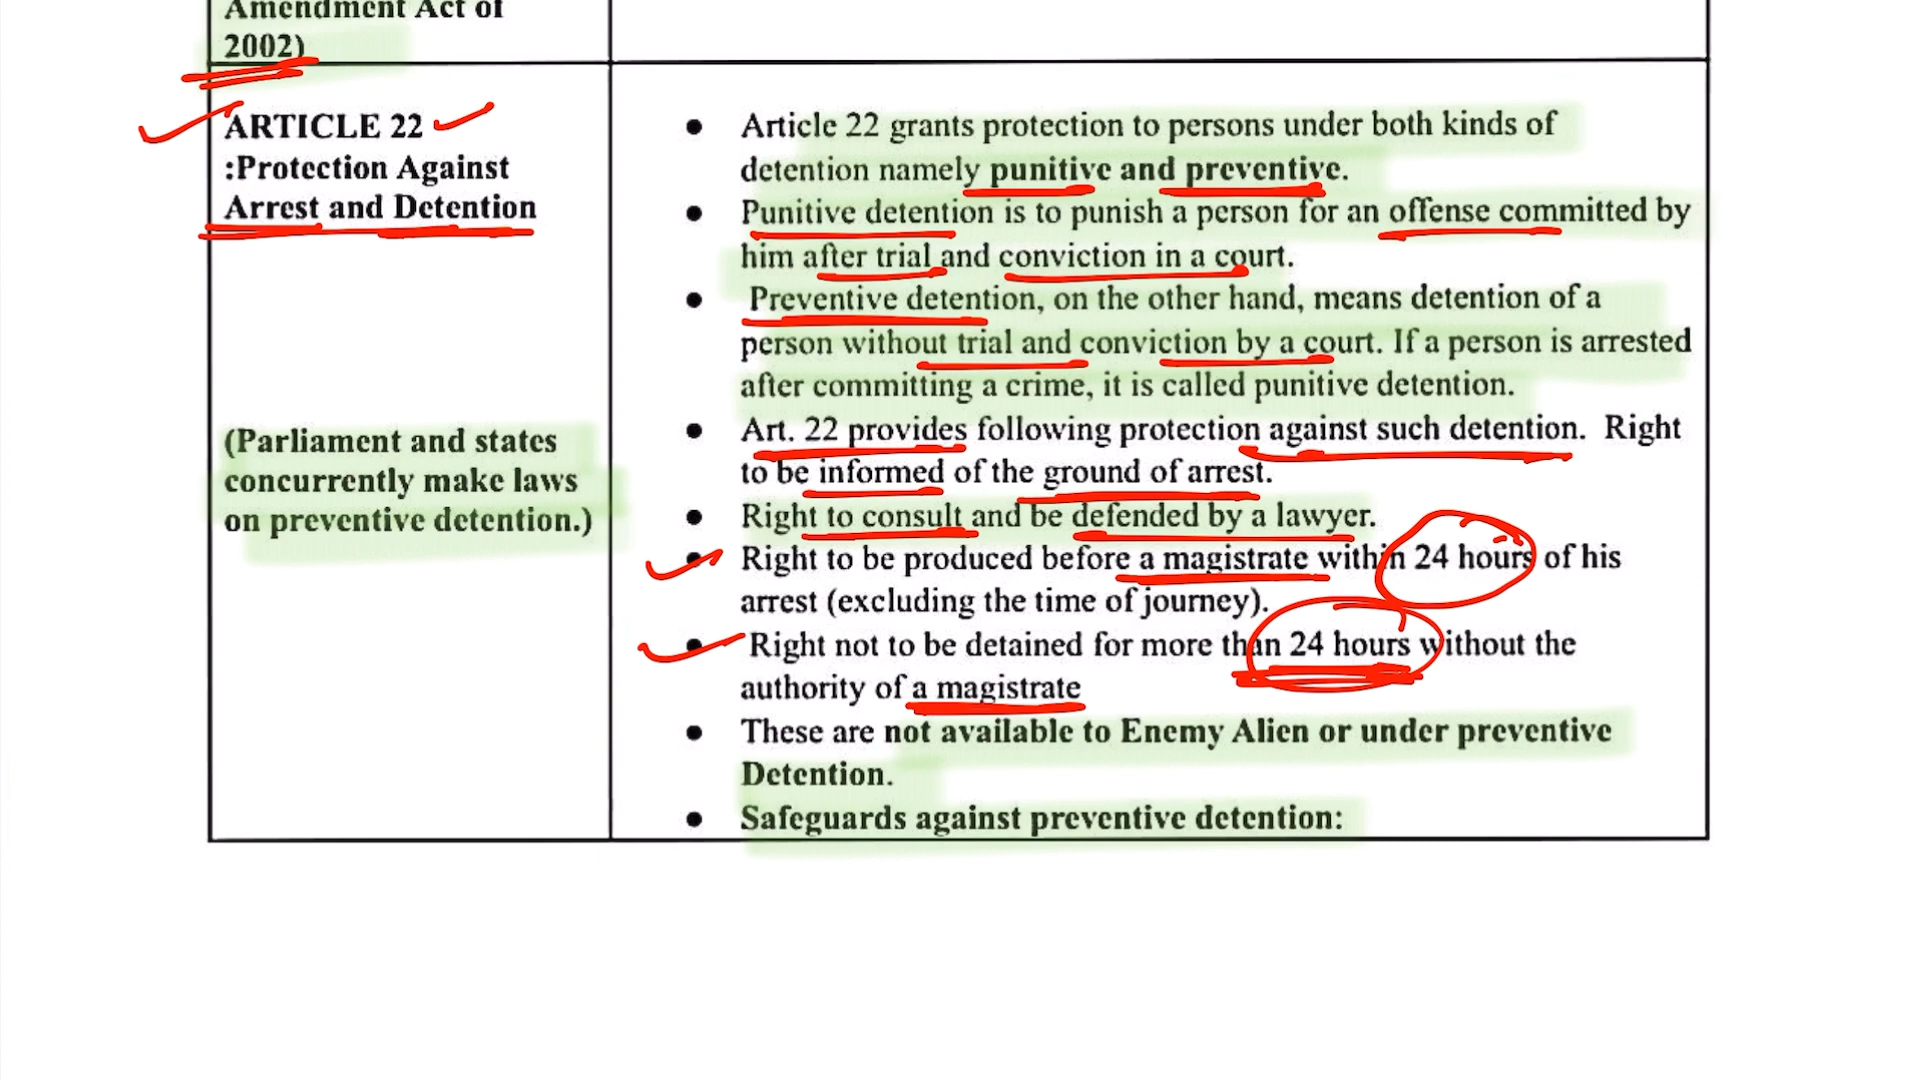 Amendment Act of
2002)
ARTICLE 22
:Protection Against
Arrest and Detention
(Parliament and states
concurrently make laws
on preventive detention.)
• Article 22 grants protection to persons under both kinds of
detention namely punitive and preventive.
• Punitive detention is to punish a person for an offense committed by
him after trial and conviction in a court.
• Preventive detention, on the other hand, means detention of a
person without trial and conviction by a court. If a person is arrested
after committing a crime, it is called punitive detention.
• Art. 22 provides following protection against such detention. Right
to be informed of the ground of arrest.
• Right to consult and be defended by a lawyer.
• Right to be produced before a magistrate within 24 hours of his
arrest (excluding the time of journey).
• Right not to be detained for more than 24 hours without the
authority of a magistrate
• These are not available to Enemy Alien or under preventive
Detention.
• Safeguards against preventive detention: